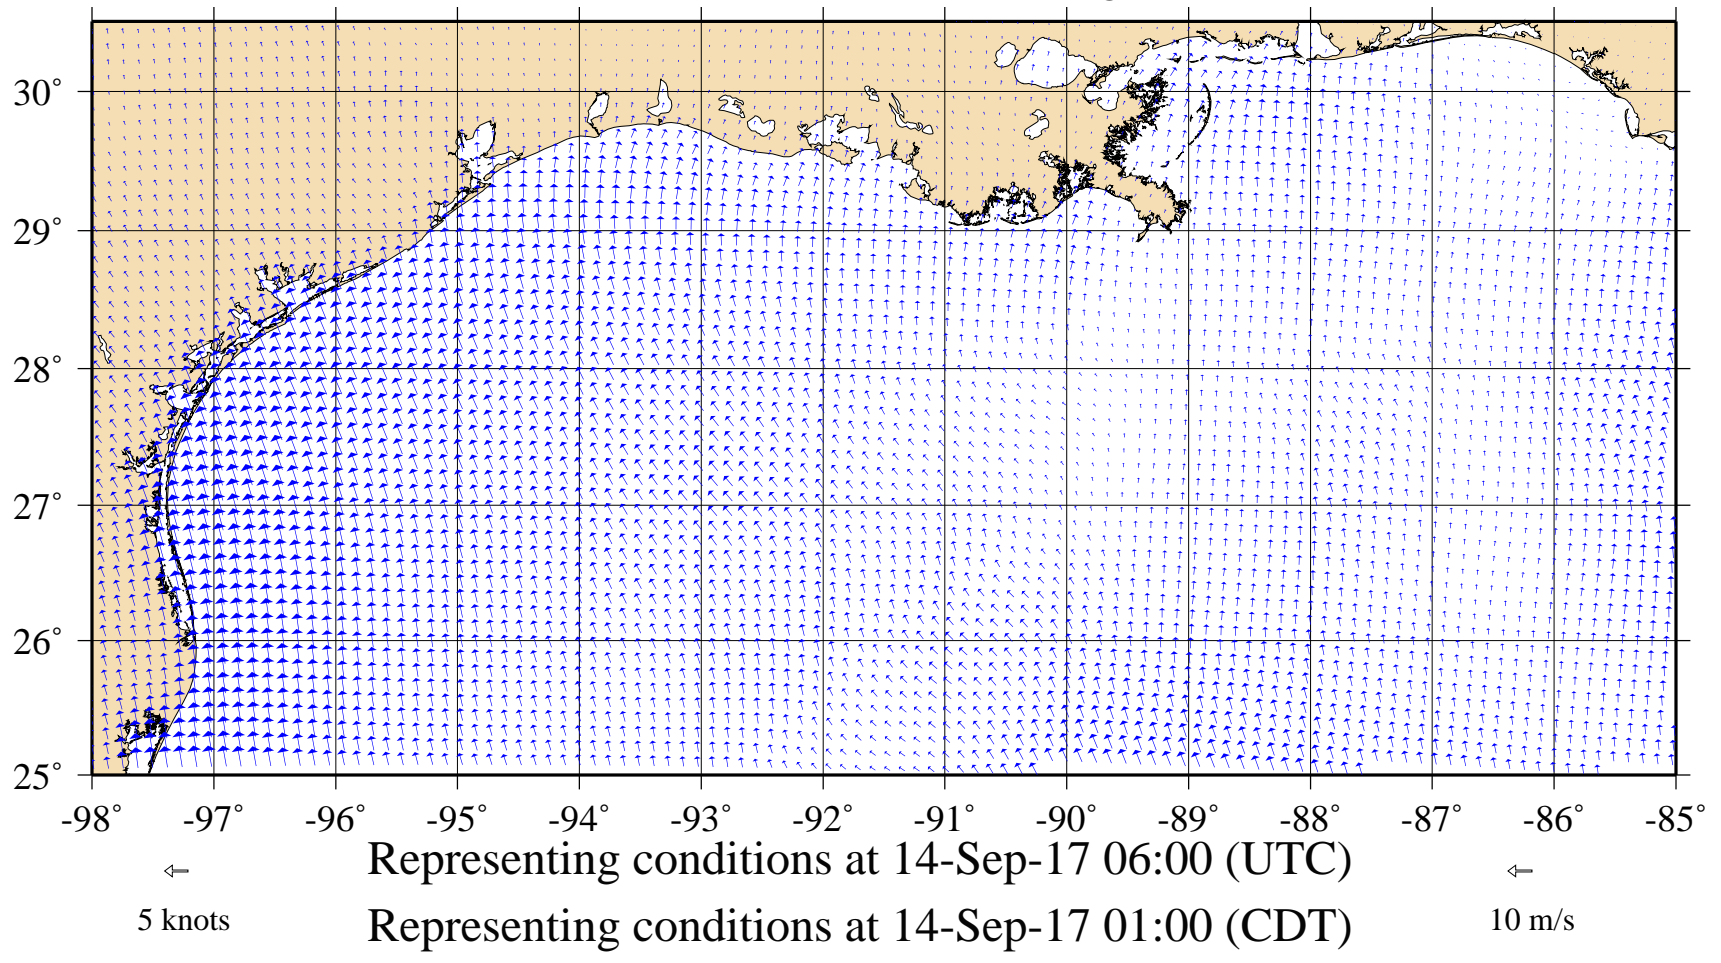 30°
29°
28°
27°
26°
25°
-98° -97° -96° -95° -94° -93° -92° -91° -90° -89° -88° -87° -86° -85°
Representing conditions at 14-Sep-17 06:00 (UTC)
5 knots
Representing conditions at 14-Sep-17 01:00 (CDT)
10 m/s